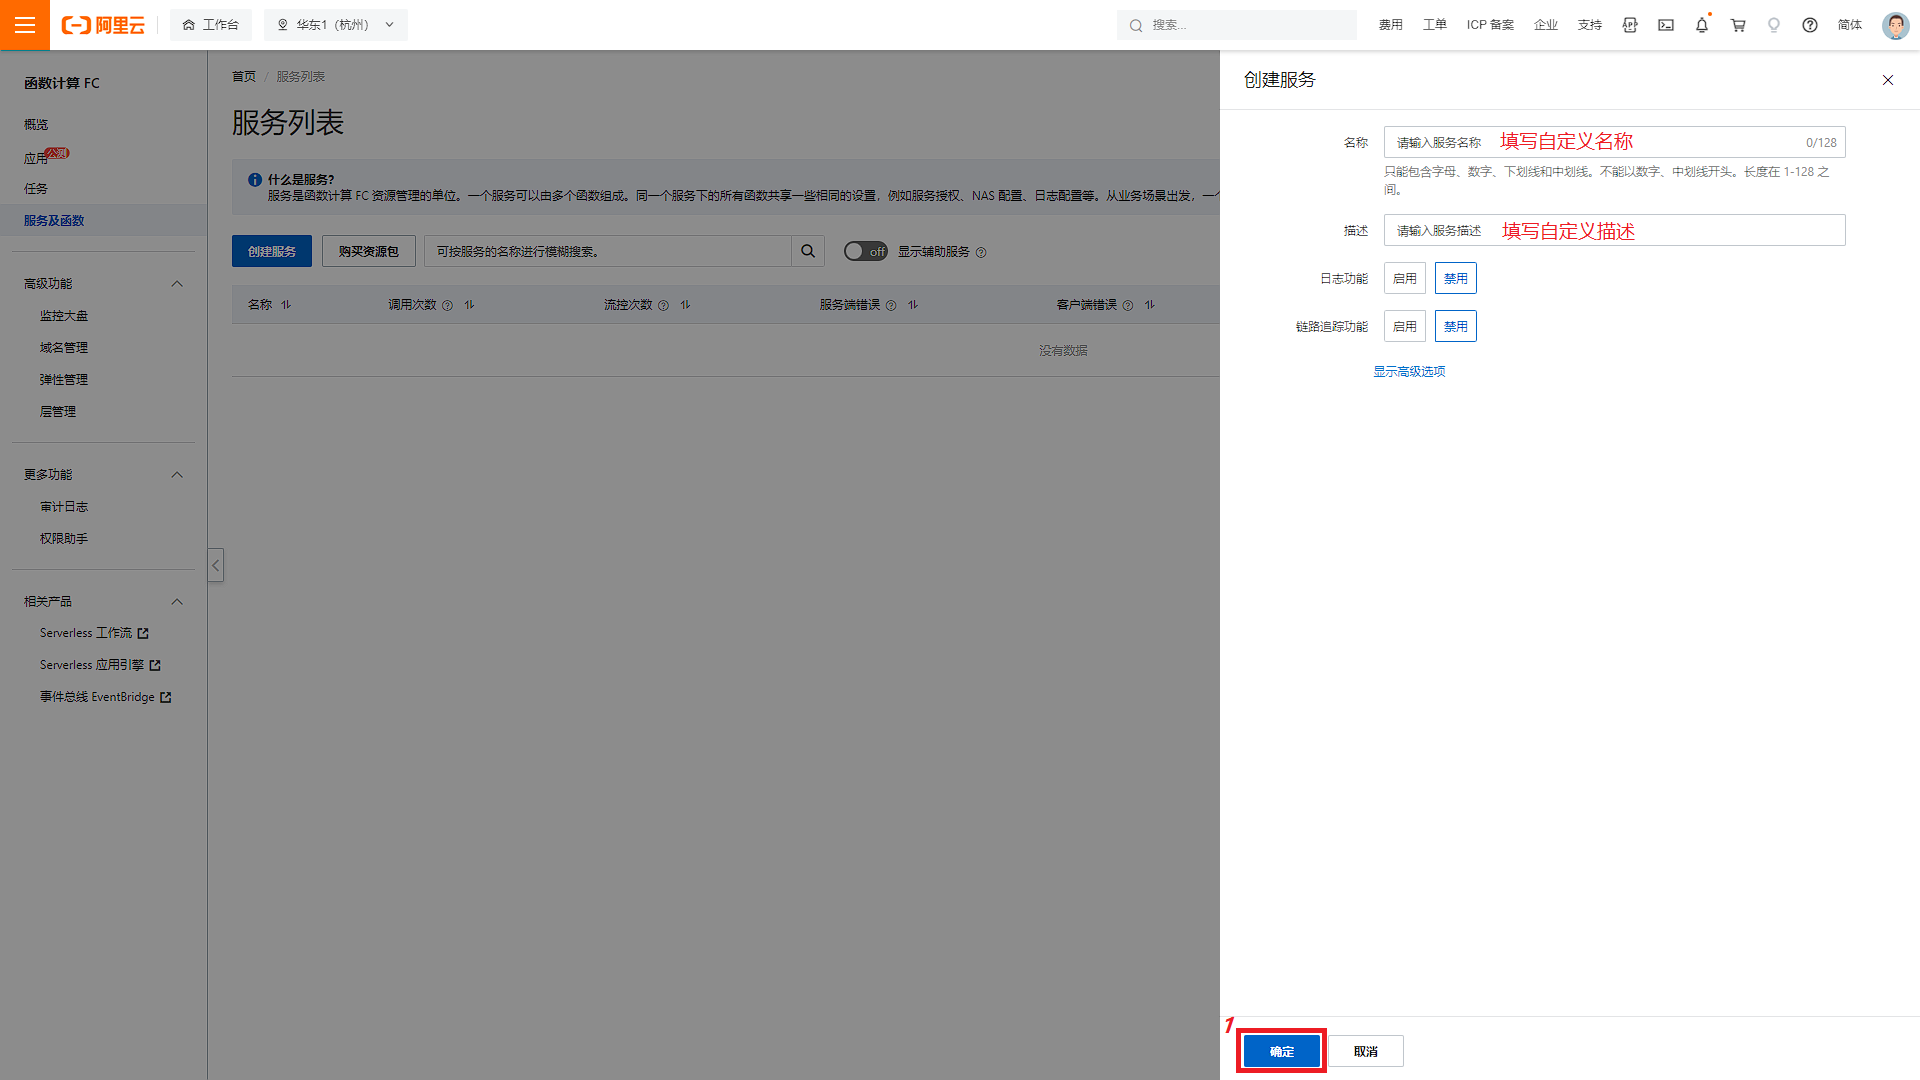 阿里云
工作台
华东1（杭州）
搜索...
费用
工单
ICP 备案
企业
支持
API
简体
函数计算 FC
概览
应用
公测
任务
服务及函数
高级功能
监控大盘
域名管理
弹性管理
层管理
更多功能
审计日志
权限助手
相关产品
Serverless 工作流
Serverless 应用引擎
事件总线 EventBridge
首页 / 服务列表
服务列表
什么是服务?
服务是函数计算 FC 资源管理的单位。一个服务可以由多个函数组成。同一个服务下的所有函数共享一些相同的设置，例如服务授权、NAS 配置、日志配置等。从业务场景出发，一个
创建服务
购买资源包
可按服务的名称进行模糊搜索。
off
显示辅助服务
名称
调用次数
流控次数
服务端错误
客户端错误
没有数据
创建服务
名称
请输入服务名称
填写自定义名称
0/128
只能包含字母、数字、下划线和中划线。不能以数字、中划线开头。长度在 1-128 之
间。
描述
请输入服务描述
填写自定义描述
日志功能
启用
禁用
链路追踪功能
启用
禁用
显示高级选项
1
确定
取消